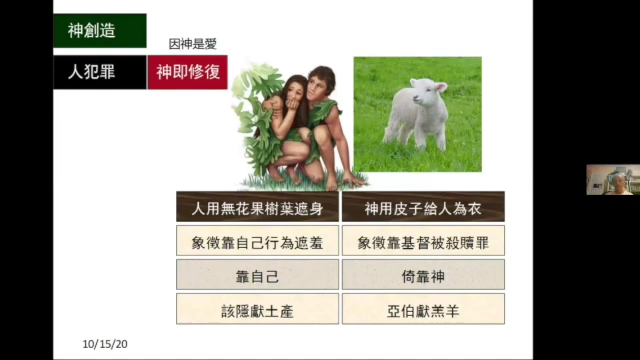 神創造
因神是愛
人犯罪
神即修復
人用無花果樹葉遮身
神用皮子給人為衣
象徵靠自己行為遮羞
象徵靠基督被殺贖罪
靠自己
倚靠神
該隱獻土產
亞伯獻羔羊
10/15/20